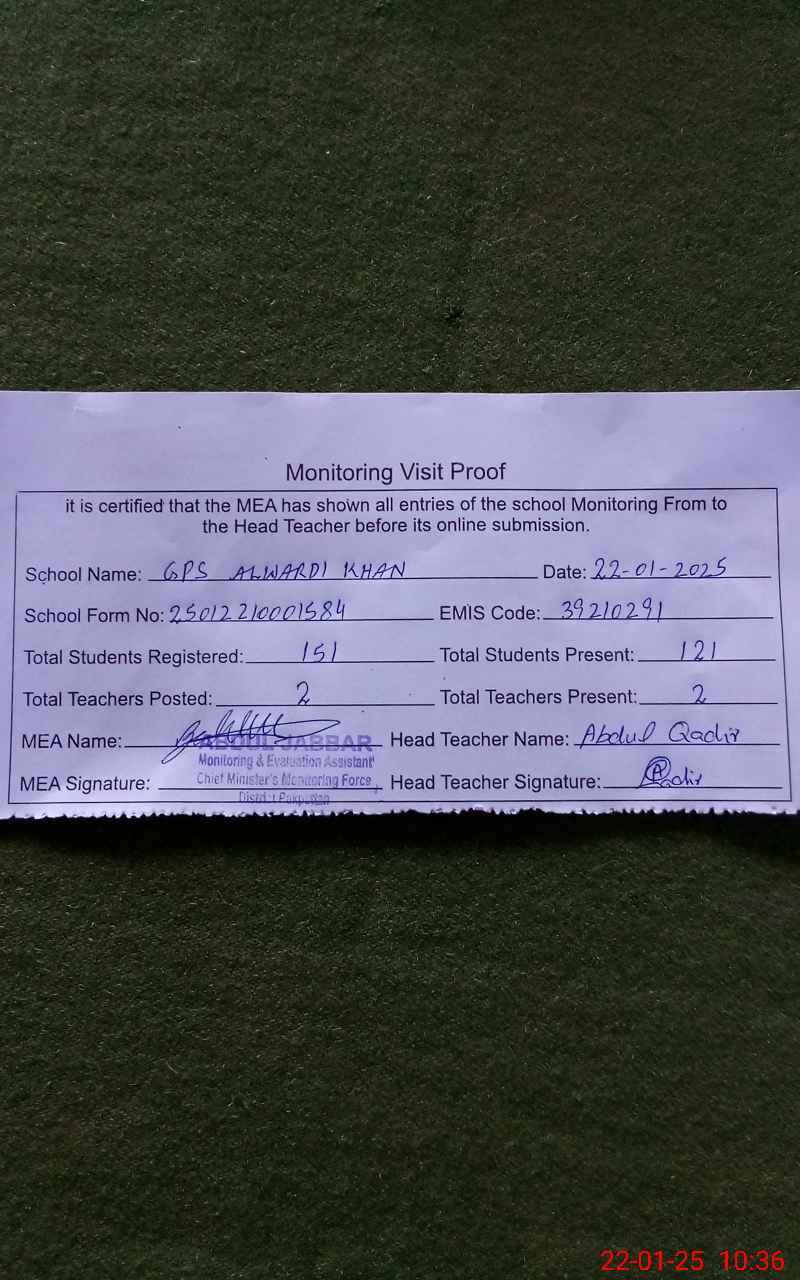 Monitoring Visit Proof
it is certified that the MEA has shown all entries of the school Monitoring From to
the Head Teacher before its online submission.
School Name: GPS ALWARDI KHAN Date: 22-01-2025
School Form No: 25012210001584 EMIS Code: 39210291
Total Students Registered: 151 Total Students Present: 121
Total Teachers Posted: 2 Total Teachers Present: 2
MEA Name: ABDUL JABBAR Head Teacher Name: Abdul Qadir
Monitoring & Evaluation Assistant
MEA Signature: Chief Minister's Monitoring Force, Head Teacher Signature: Qadir
District Pakpattan
22-01-25 10:36